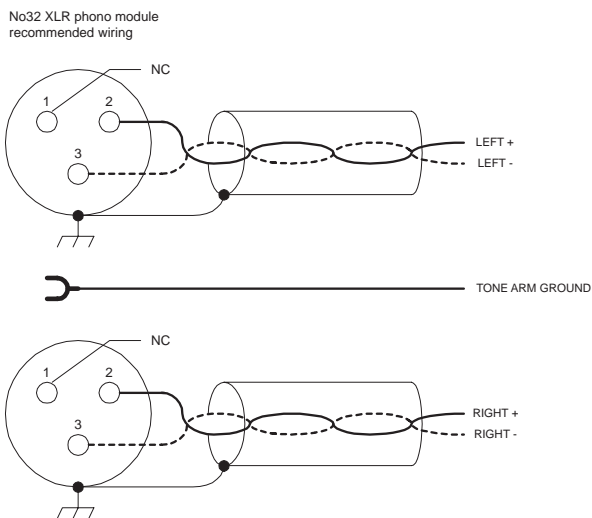 No32 XLR phono module
recommended wiring
NC
1
2
3
LEFT +
LEFT -
TONE ARM GROUND
NC
1
2
3
RIGHT +
RIGHT -